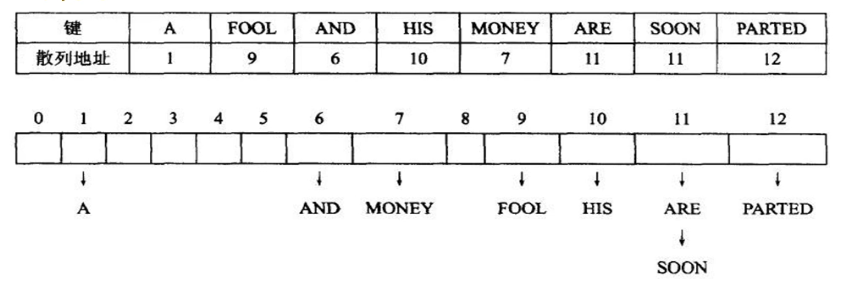 键 A FOOL AND HIS MONEY ARE SOON PARTED
散列地址 1 9 6 10 7 11 11 12
0 1 2 3 4 5 6 7 8 9 10 11 12
A AND MONEY FOOL HIS ARE PARTED
SOON